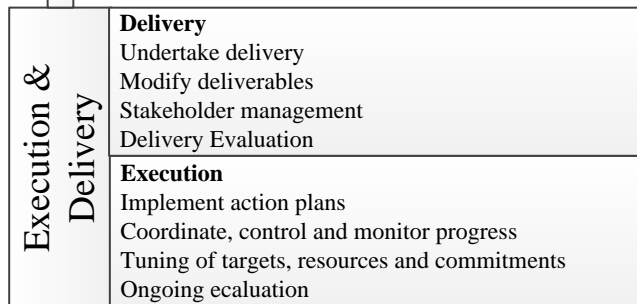 Execution &
Delivery
Delivery
Undertake delivery
Modify deliverables
Stakeholder management
Delivery Evaluation
Execution
Implement action plans
Coordinate, control and monitor progress
Tuning of targets, resources and commitments
Ongoing ecaluation